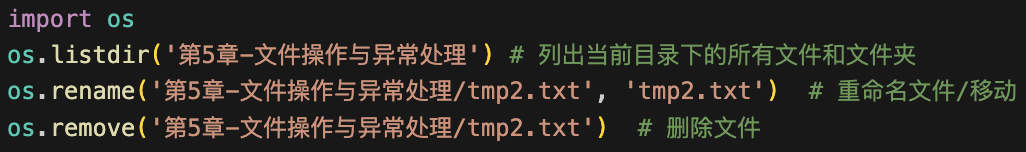 import os
os.listdir('第5章-文件操作与异常处理') # 列出当前目录下的所有文件和文件夹
os.rename('第5章-文件操作与异常处理/tmp2.txt', 'tmp2.txt')  # 重命名文件/移动
os.remove('第5章-文件操作与异常处理/tmp2.txt')  # 删除文件